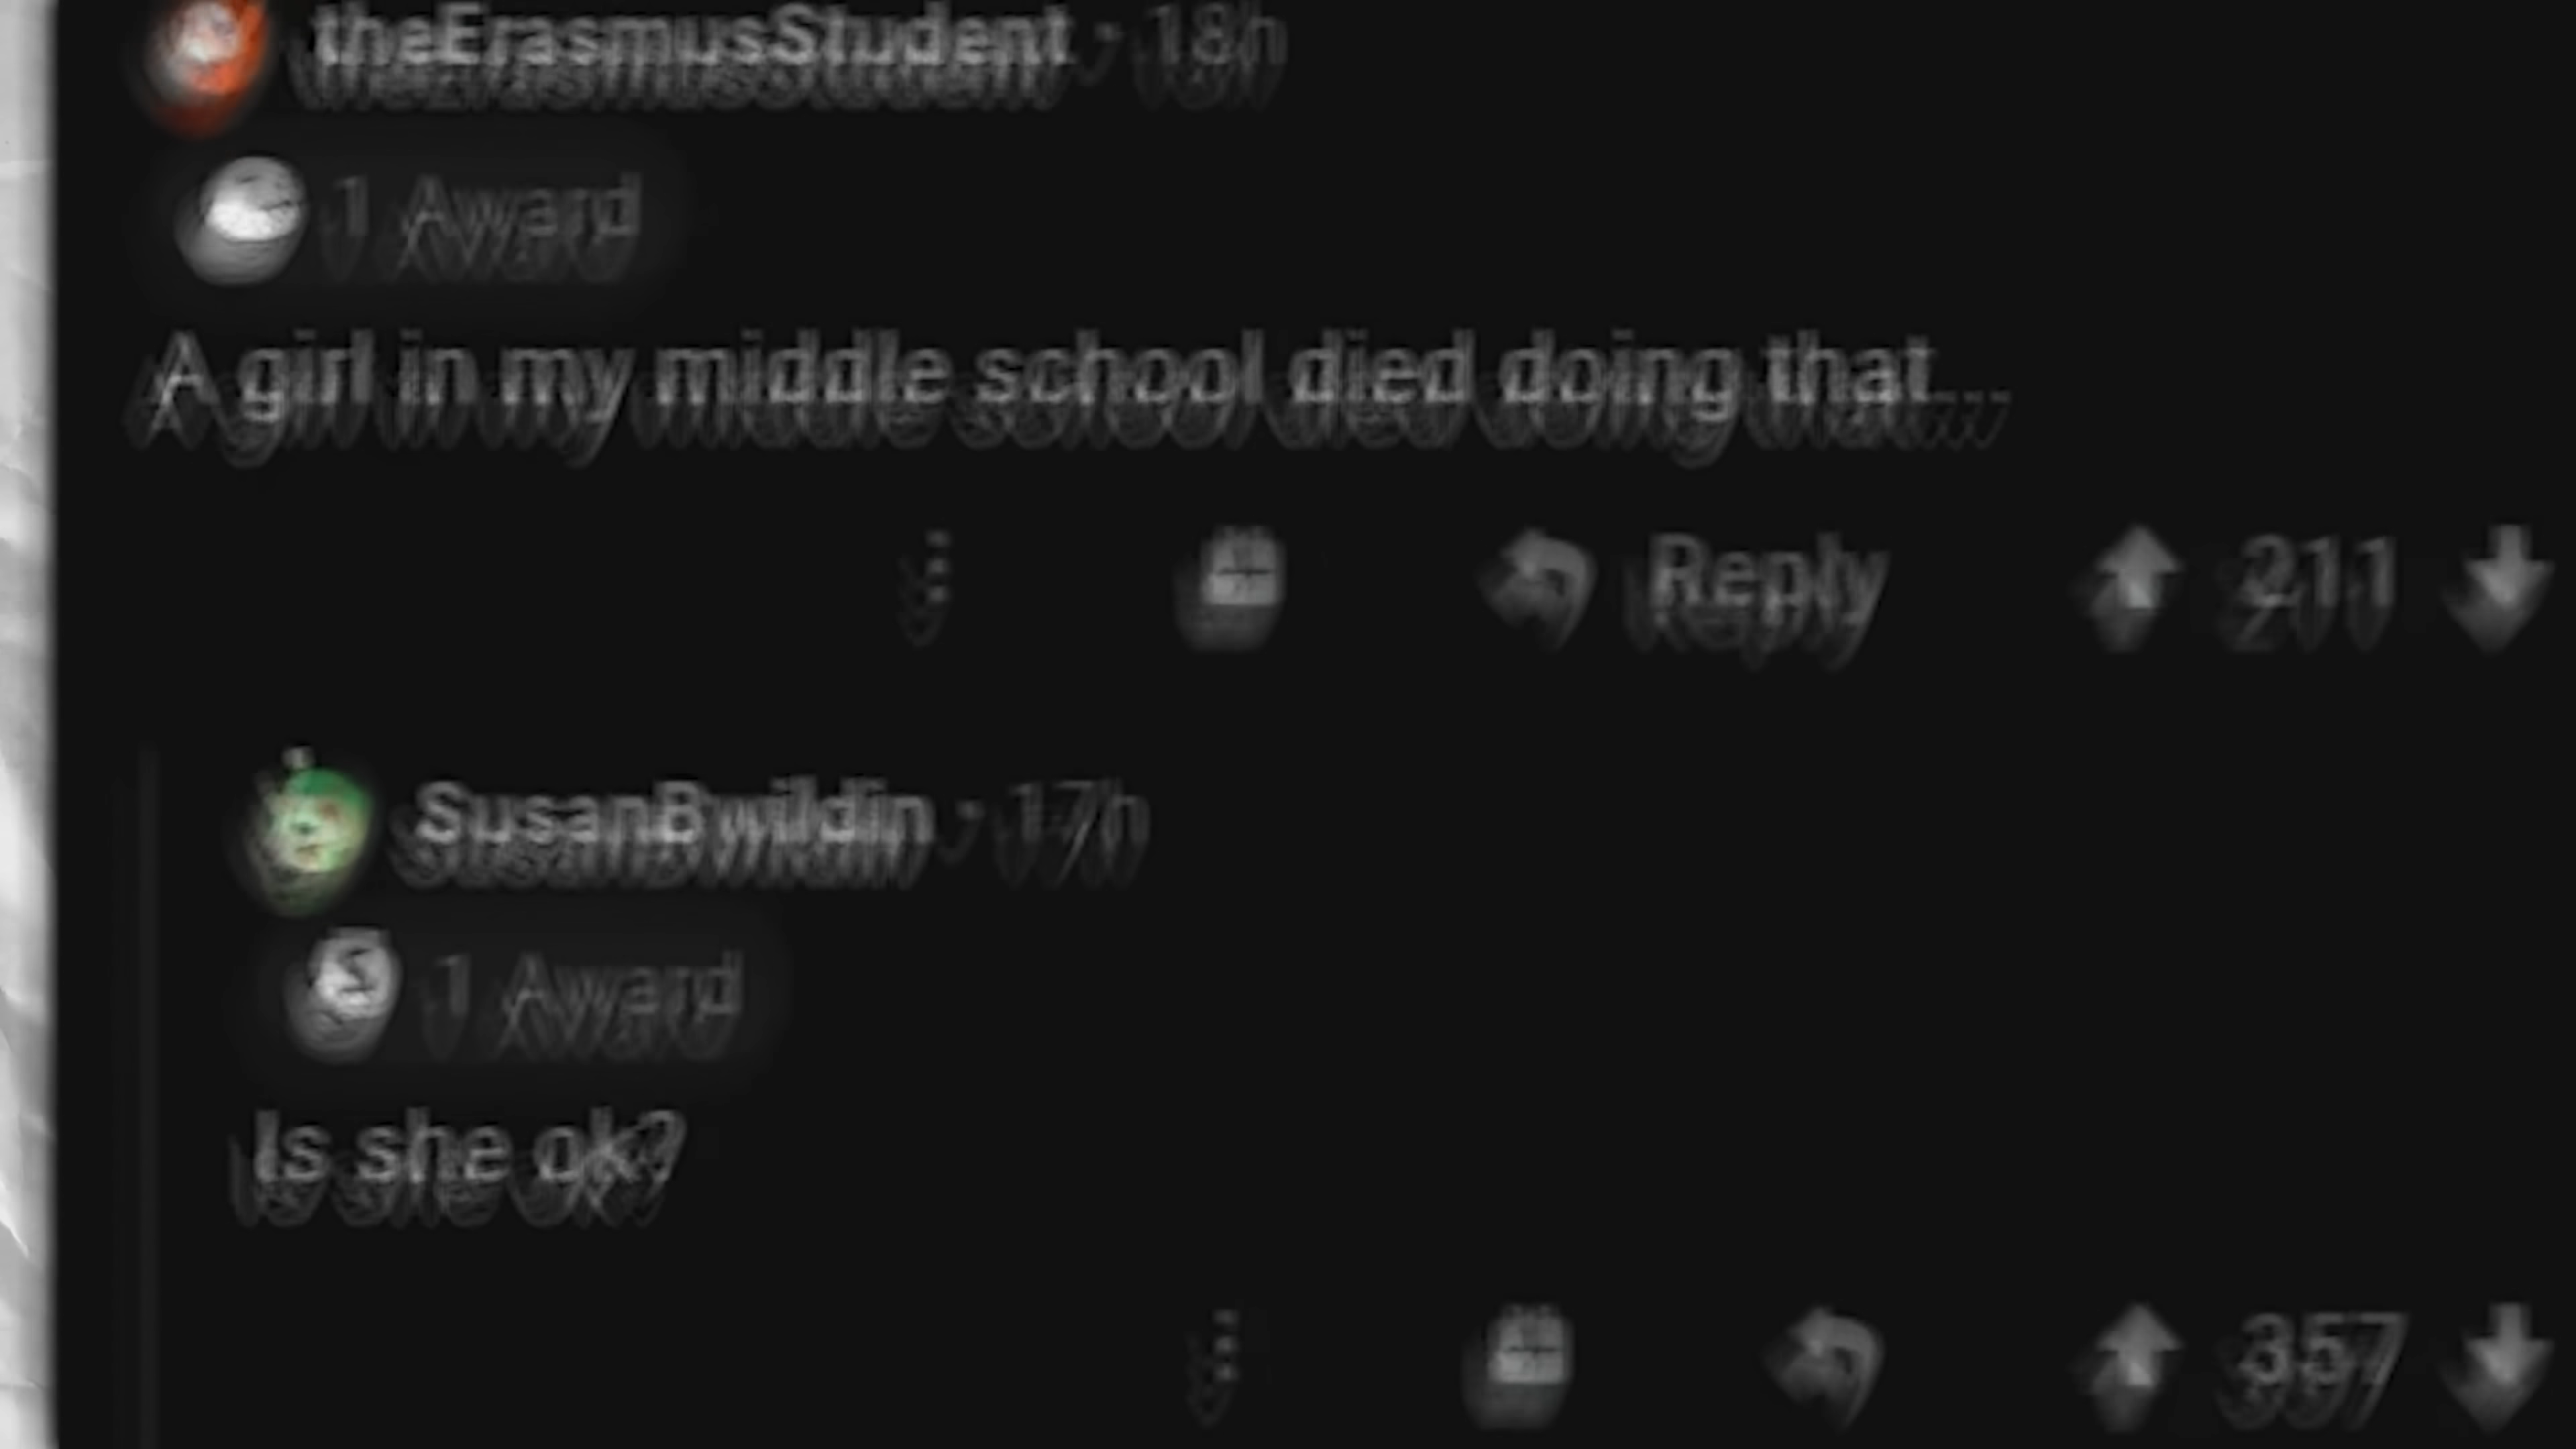 theErasmusStudent · 18h
1 Award
A girl in my middle school died doing that...
Reply 211
SusanBwildin · 17h
1 Award
Is she ok?
357